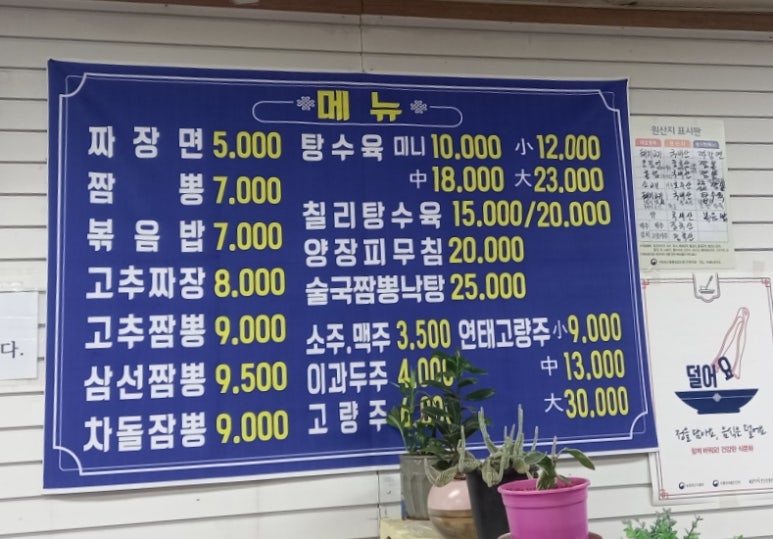 메 뉴
짜장면 5.000
짬 뽕 7.000
볶음밥 7.000
고추짜장 8.000
고추짬뽕 9.000
삼선짬뽕 9.500
차돌잠뽕 9.000
탕수육 미니 10.000 小 12.000
中 18.000 大 23.000
칠리탕수육 15.000/20.000
양장피무침 20.000
술국짬뽕낙탕 25.000
소주.맥주 3.500 연태고량주 小 9,000
이과두주 4.000 中 13,000
고량주 大 30.000
다.
원산지 표시판
덜어